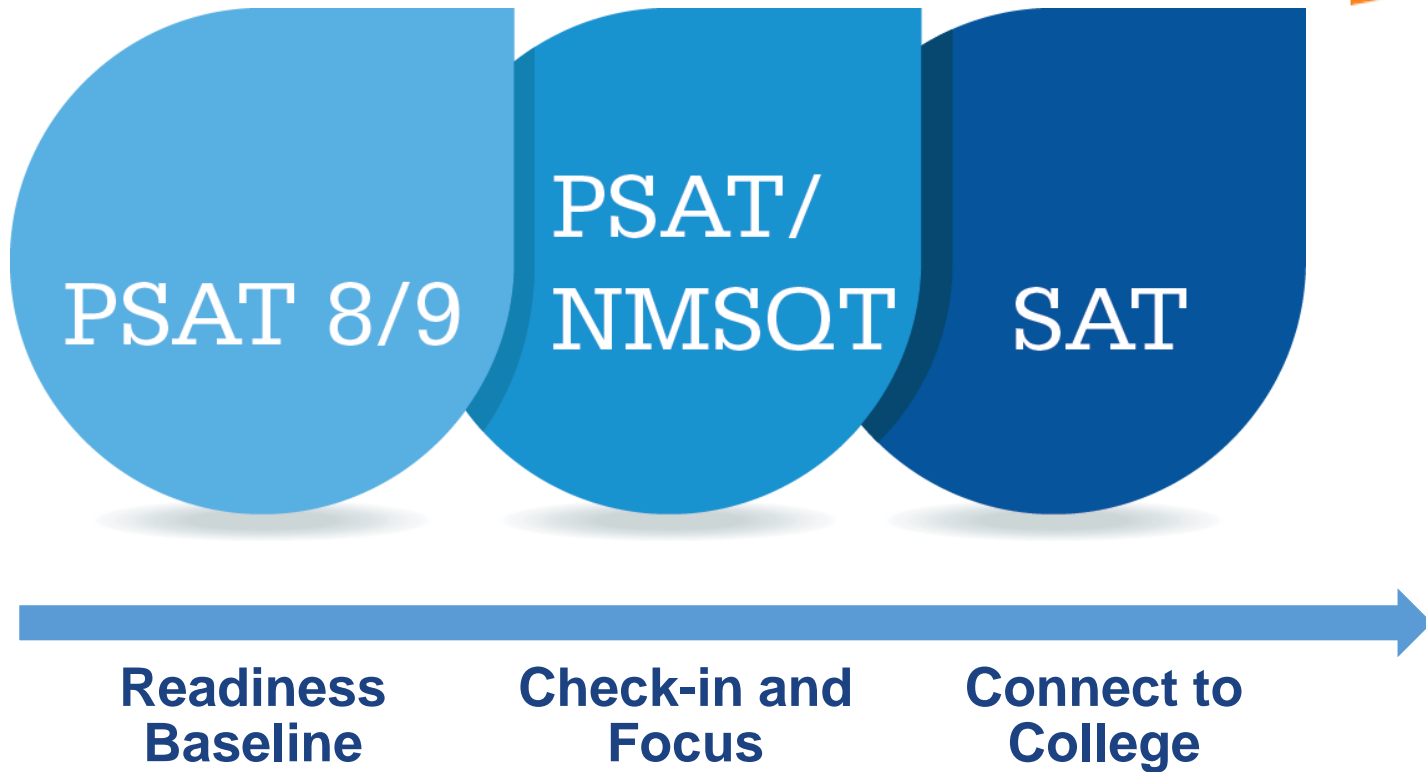 PSAT 8/9
PSAT/
NMSQT
SAT
Readiness
Baseline
Check-in and
Focus
Connect to
College